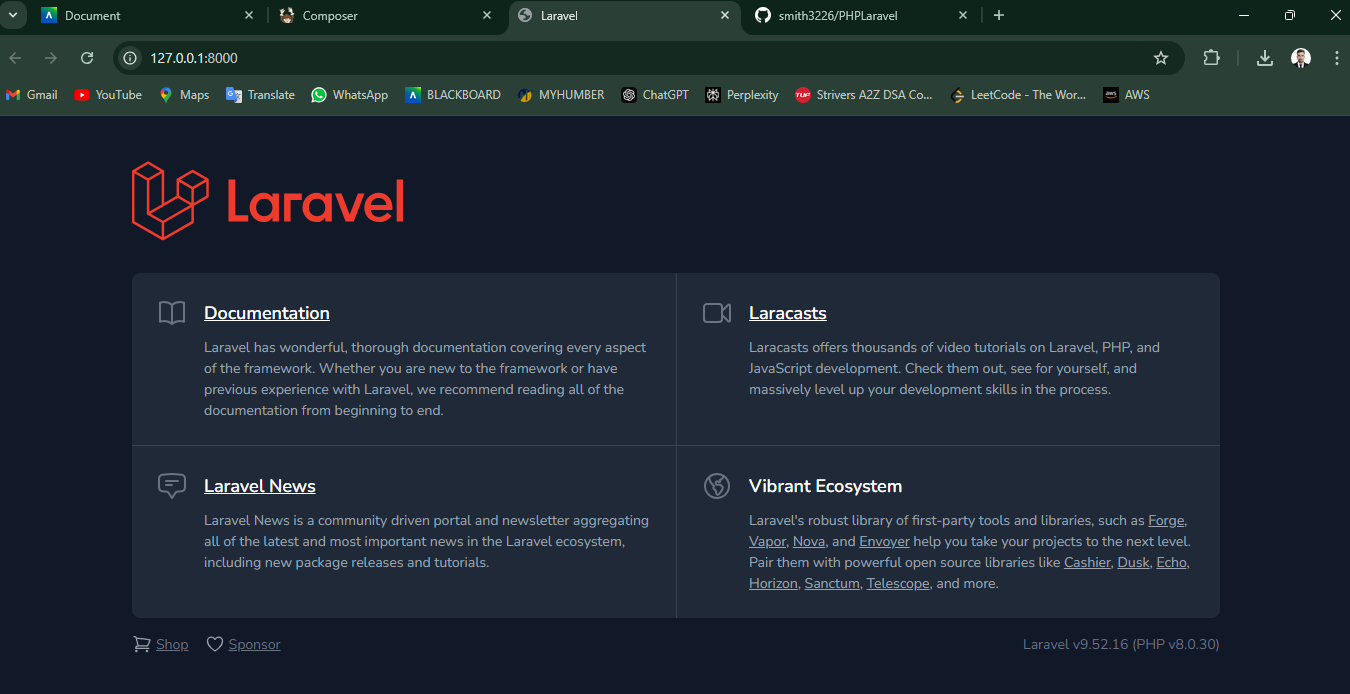 Document
Composer
Laravel
smith3226/PHPLaravel
127.0.0.1:8000
Gmail
YouTube
Maps
Translate
WhatsApp
BLACKBOARD
MYHUMBER
ChatGPT
Perplexity
TUF
Strivers A2Z DSA Co...
LeetCode - The Wor...
aws
AWS
Laravel
Documentation
Laravel has wonderful, thorough documentation covering every aspect
of the framework. Whether you are new to the framework or have
previous experience with Laravel, we recommend reading all of the
documentation from beginning to end.
Laracasts
Laracasts offers thousands of video tutorials on Laravel, PHP, and
JavaScript development. Check them out, see for yourself, and
massively level up your development skills in the process.
Laravel News
Laravel News is a community driven portal and newsletter aggregating
all of the latest and most important news in the Laravel ecosystem,
including new package releases and tutorials.
Vibrant Ecosystem
Laravel's robust library of first-party tools and libraries, such as Forge,
Vapor, Nova, and Envoyer help you take your projects to the next level.
Pair them with powerful open source libraries like Cashier, Dusk, Echo,
Horizon, Sanctum, Telescope, and more.
Shop
Sponsor
Laravel v9.52.16 (PHP v8.0.30)